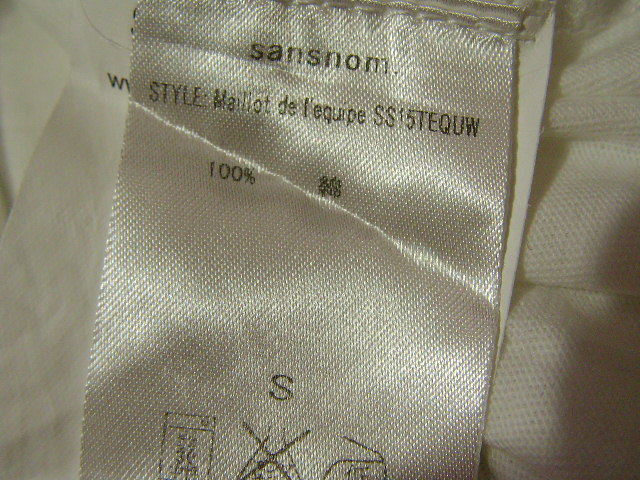 sansnom.
STYLE: Maillot de l'equipe SS15TEQUW
100% 綿
S